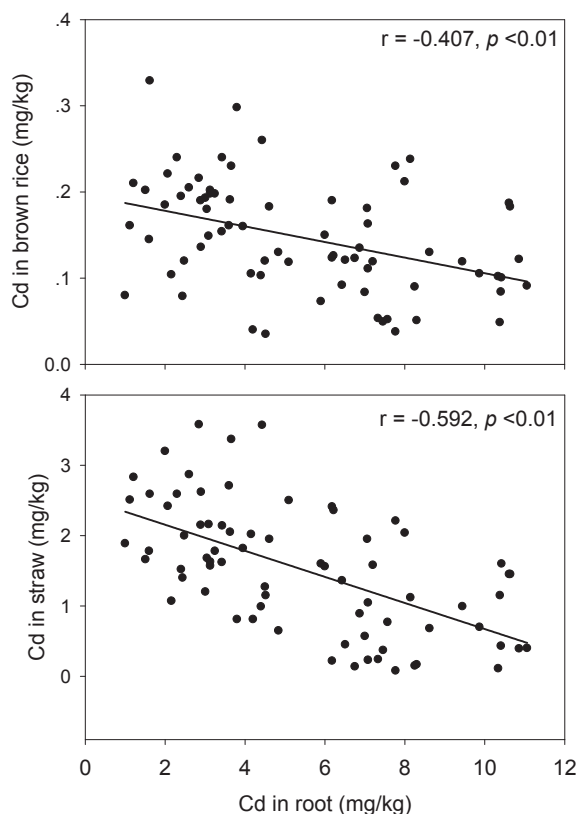 .4
r = -0.407, p <0.01
.3
.2
.1
0.0
Cd in brown rice (mg/kg)
4
r = -0.592, p <0.01
3
2
1
0
Cd in straw (mg/kg)
0 2 4 6 8 10 12
Cd in root (mg/kg)